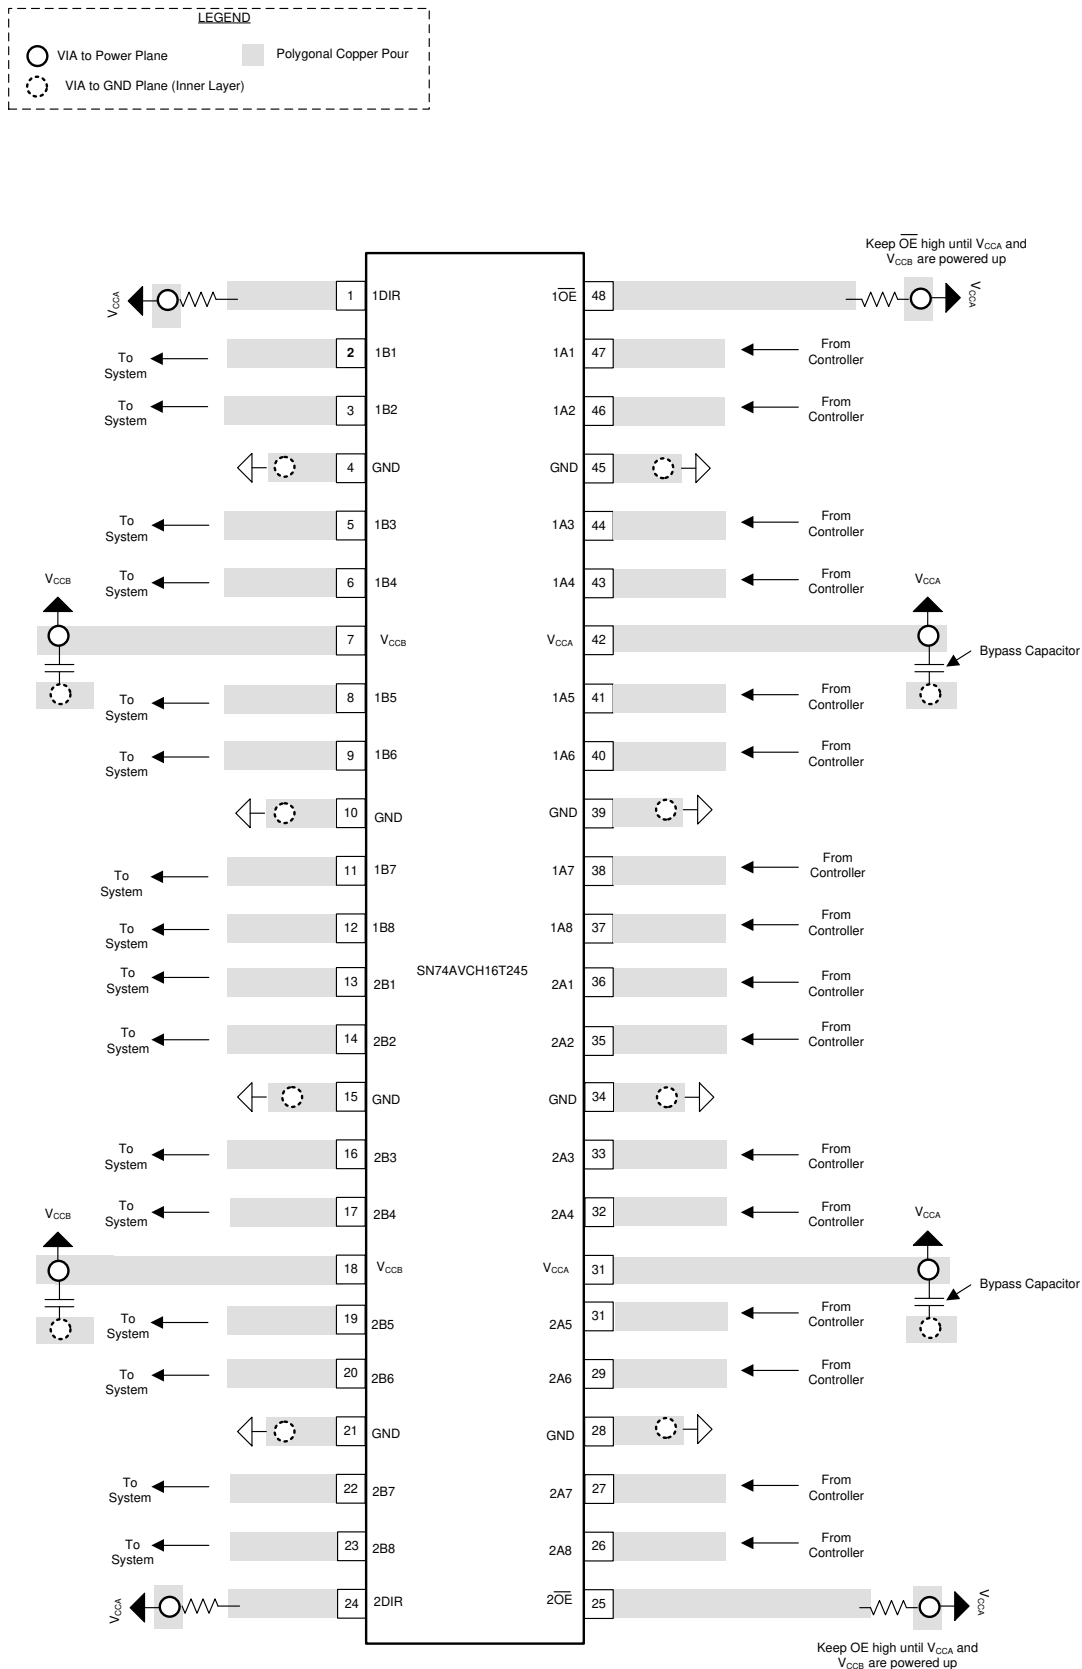 LEGEND
VIA to Power Plane
Polygonal Copper Pour
VIA to GND Plane (Inner Layer)
Keep OE high until VCCA and
VCCB are powered up
VCCA 1 1DIR 1OE 48 VCCA
To
System
2 1B1 1A1 47
From
Controller
To
System
3 1B2 1A2 46
From
Controller
4 GND GND 45
To
System
5 1B3 1A3 44
From
Controller
To
System
6 1B4 1A4 43
From
Controller
VCCB
VCCA
7 VCCB VCCA 42
Bypass Capacitor
To
System
8 1B5 1A5 41
From
Controller
To
System
9 1B6 1A6 40
From
Controller
10 GND GND 39
To
System
11 1B7 1A7 38
From
Controller
To
System
12 1B8 1A8 37
From
Controller
SN74AVCH16T245
To
System
13 2B1 2A1 36
From
Controller
To
System
14 2B2 2A2 35
From
Controller
15 GND GND 34
To
System
16 2B3 2A3 33
From
Controller
To
System
17 2B4 2A4 32
From
Controller
VCCB
VCCA
18 VCCB VCCA 31
Bypass Capacitor
To
System
19 2B5 2A5 31
From
Controller
To
System
20 2B6 2A6 29
From
Controller
21 GND GND 28
To
System
22 2B7 2A7 27
From
Controller
To
System
23 2B8 2A8 26
From
Controller
VCCA 24 2DIR 2OE 25 VCCA
Keep OE high until VCCA and
VCCB are powered up